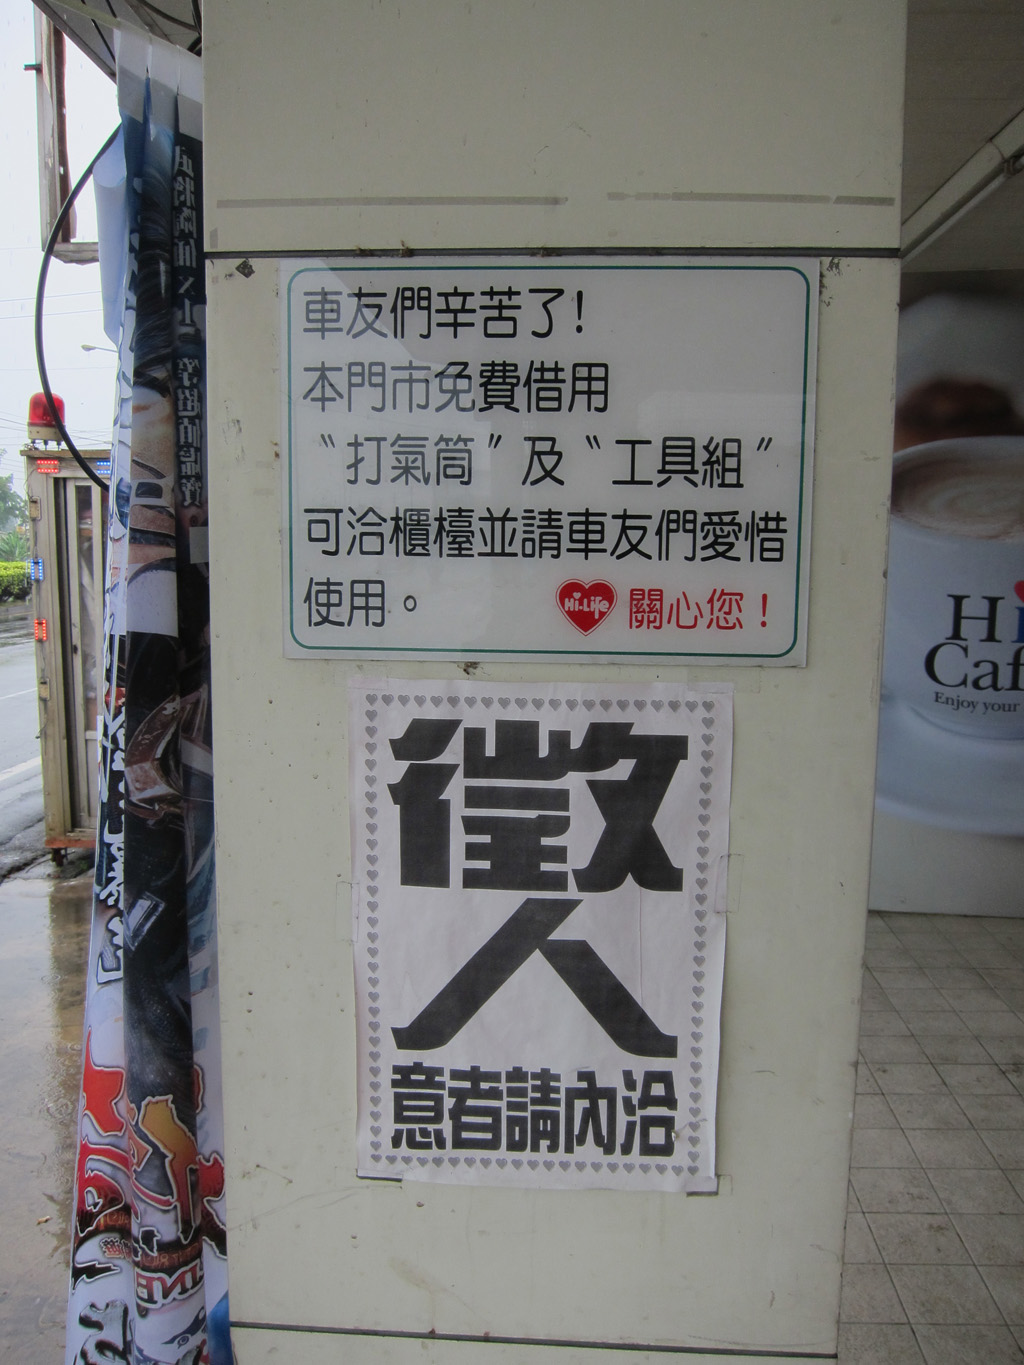 車友們辛苦了!
本門市免費借用
“打氣筒”及“工具組”
可洽櫃檯並請車友們愛惜
使用。
Hi-Life 關心您！
徵
人
意者請內洽
Caf
Enjoy your